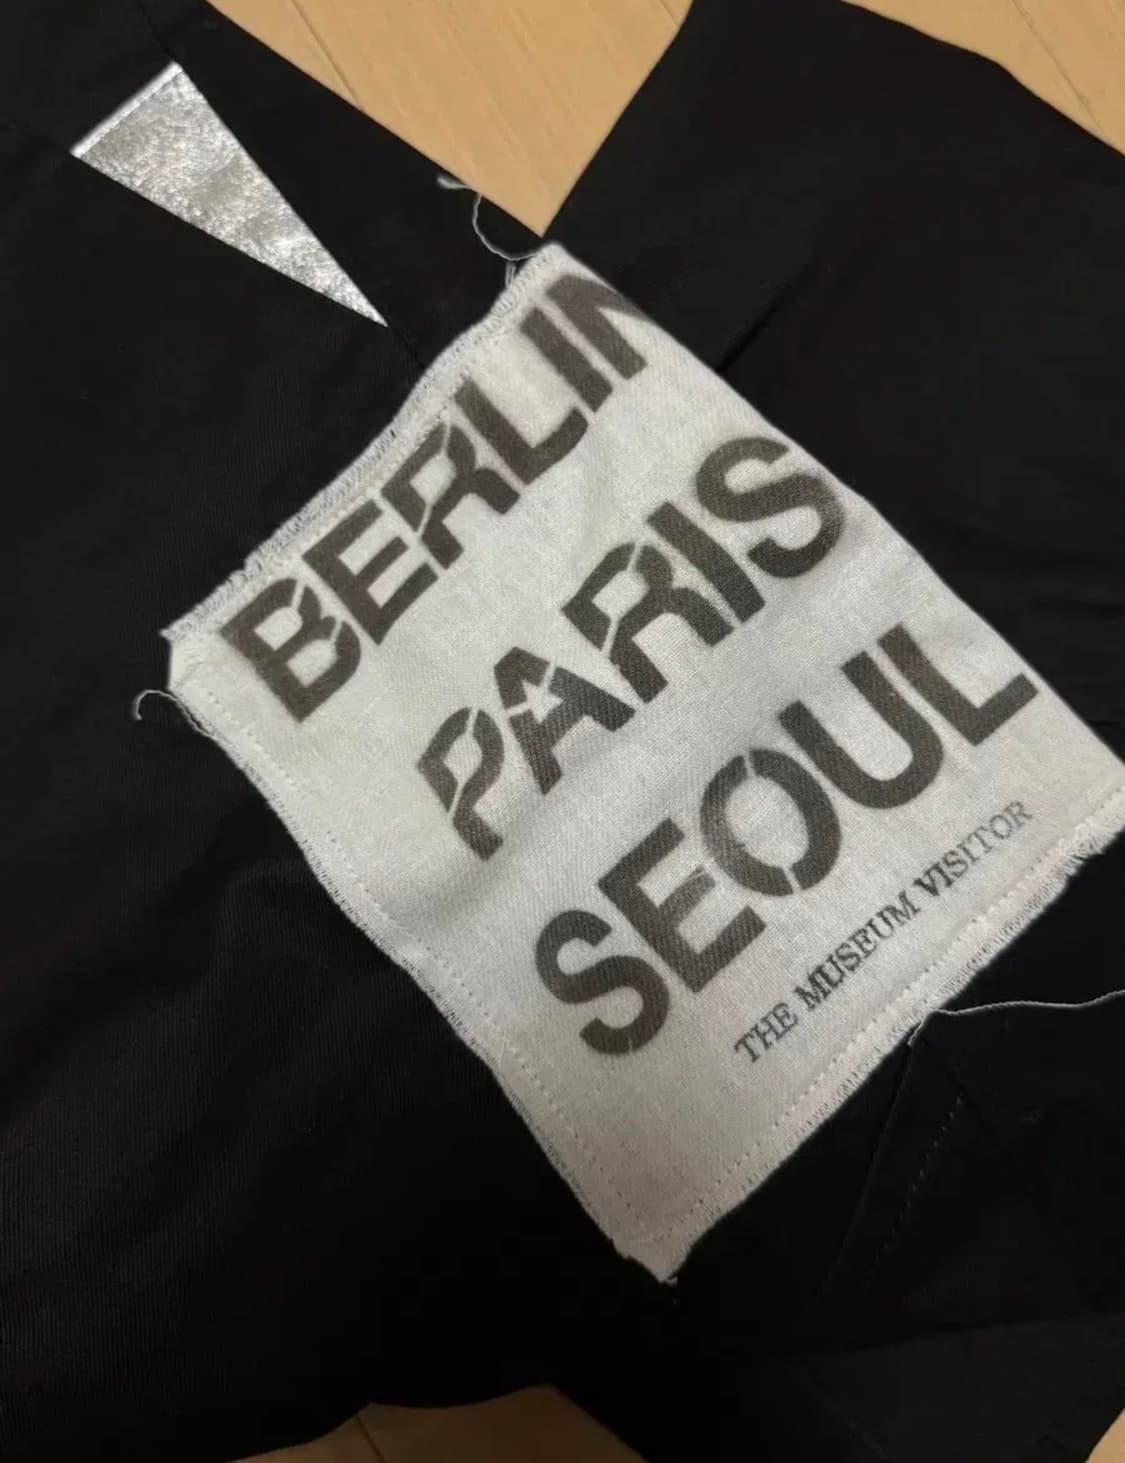 BERLIN
PARIS
SEOUL
THE MUSEUM VISITOR